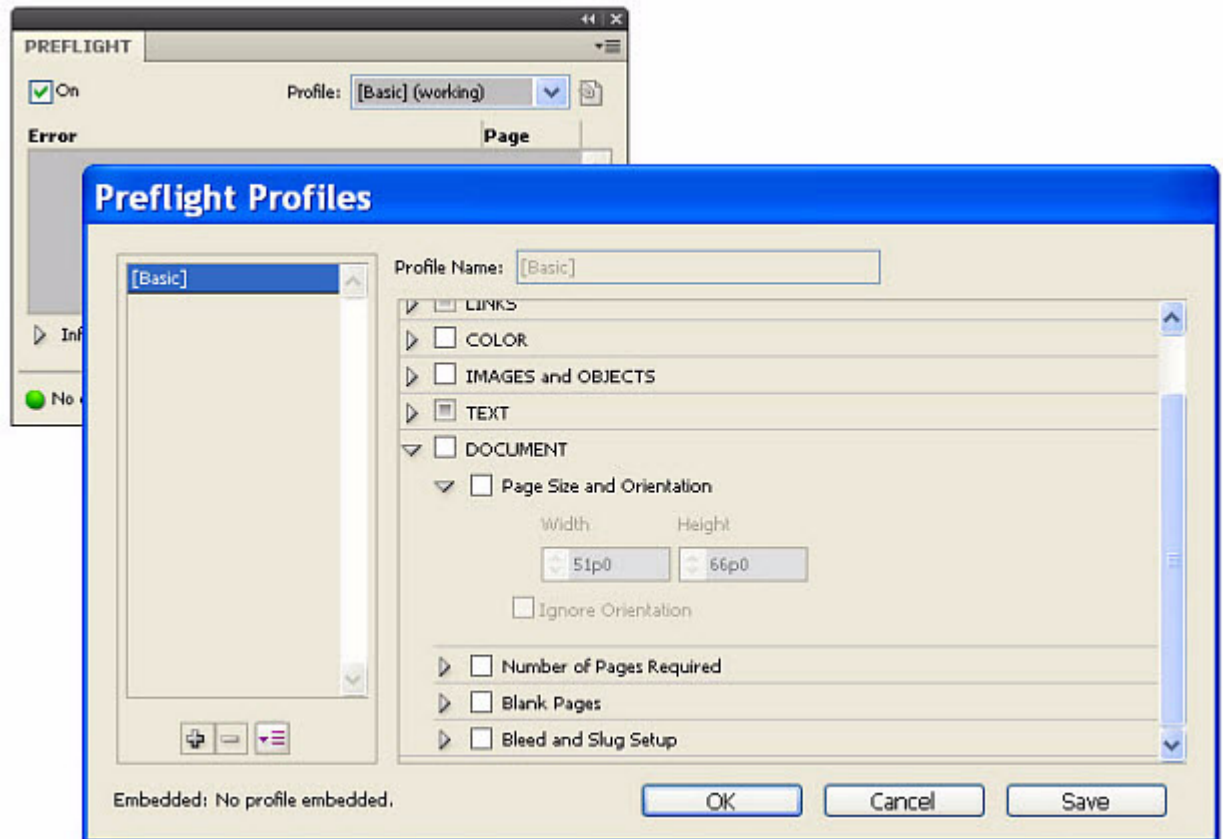 PREFLIGHT
On
Profile: [Basic] (working)
Error Page
Preflight Profiles
[Basic]
Profile Name: [Basic]
LINKS
COLOR
IMAGES and OBJECTS
TEXT
DOCUMENT
Page Size and Orientation
Width Height
51p0 66p0
Ignore Orientation
Number of Pages Required
Blank Pages
Bleed and Slug Setup
No
Embedded: No profile embedded.
OK Cancel Save